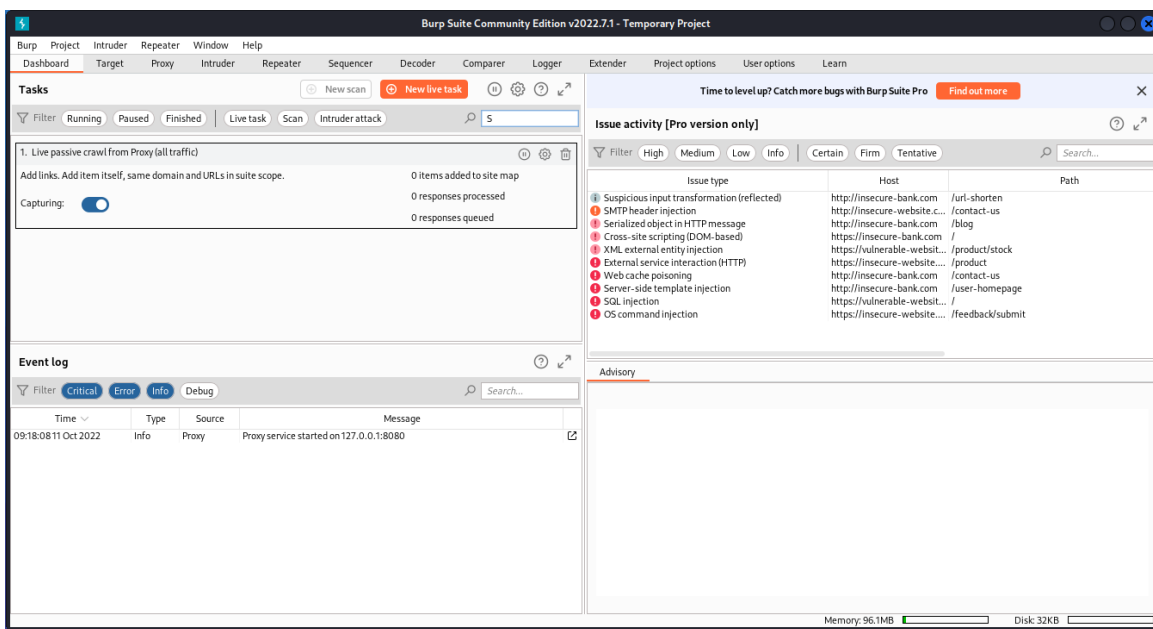 Burp Suite Community Edition v2022.7.1 - Temporary Project
Burp Project Intruder Repeater Window Help
Dashboard Target Proxy Intruder Repeater Sequencer Decoder Comparer Logger Extender Project options User options Learn
Tasks
New scan
New live task
Filter Running Paused Finished Live task Scan Intruder attack S
1. Live passive crawl from Proxy (all traffic)
Add links. Add item itself, same domain and URLs in suite scope.
Capturing:
0 items added to site map
0 responses processed
0 responses queued
Event log
Filter Critical Error Info Debug Search...
Time Type Source Message
09:18:08 11 Oct 2022 Info Proxy Proxy service started on 127.0.0.1:8080
Time to level up? Catch more bugs with Burp Suite Pro Find out more
Issue activity [Pro version only]
Filter High Medium Low Info Certain Firm Tentative Search...
Issue type Host Path
Suspicious input transformation (reflected) http://insecure-bank.com /url-shorten
SMTP header injection http://insecure-website.c... /contact-us
Serialized object in HTTP message http://insecure-bank.com /blog
Cross-site scripting (DOM-based) https://insecure-bank.com /
XML external entity injection https://vulnerable-websit... /product/stock
External service interaction (HTTP) https://insecure-website.... /product
Web cache poisoning http://insecure-bank.com /contact-us
Server-side template injection http://insecure-bank.com /user-homepage
SQL injection https://vulnerable-websit... /
OS command injection https://insecure-website.... /feedback/submit
Advisory
Memory: 96.1MB Disk: 32KB